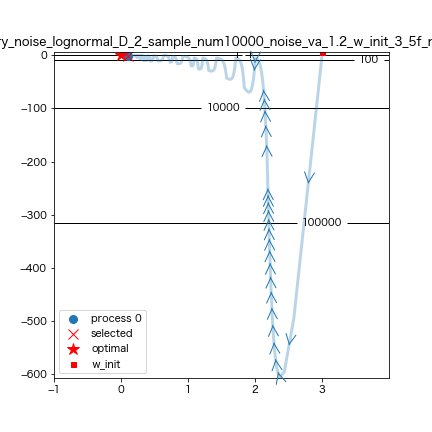 ry_noise_lognormal_D_2_sample_num10000_noise_va_1.2_w_init_3_5f_r
0
100
−100
10000
−200
−300
100000
−400
−500
−600
process 0
selected
optimal
w_init
−1 0 1 2 3